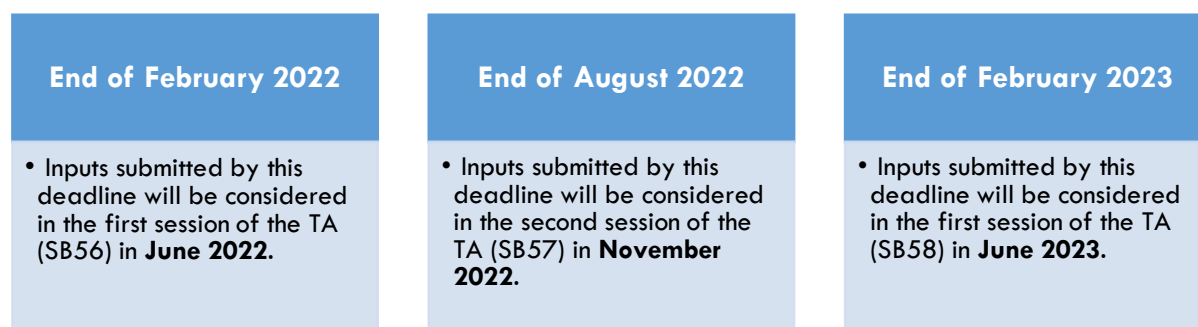 End of February 2022
• Inputs submitted by this
deadline will be considered
in the first session of the TA
(SB56) in June 2022.
End of August 2022
• Inputs submitted by this
deadline will be considered
in the second session of the
TA (SB57) in November
2022.
End of February 2023
• Inputs submitted by this
deadline will be considered
in the first session of the TA
(SB58) in June 2023.